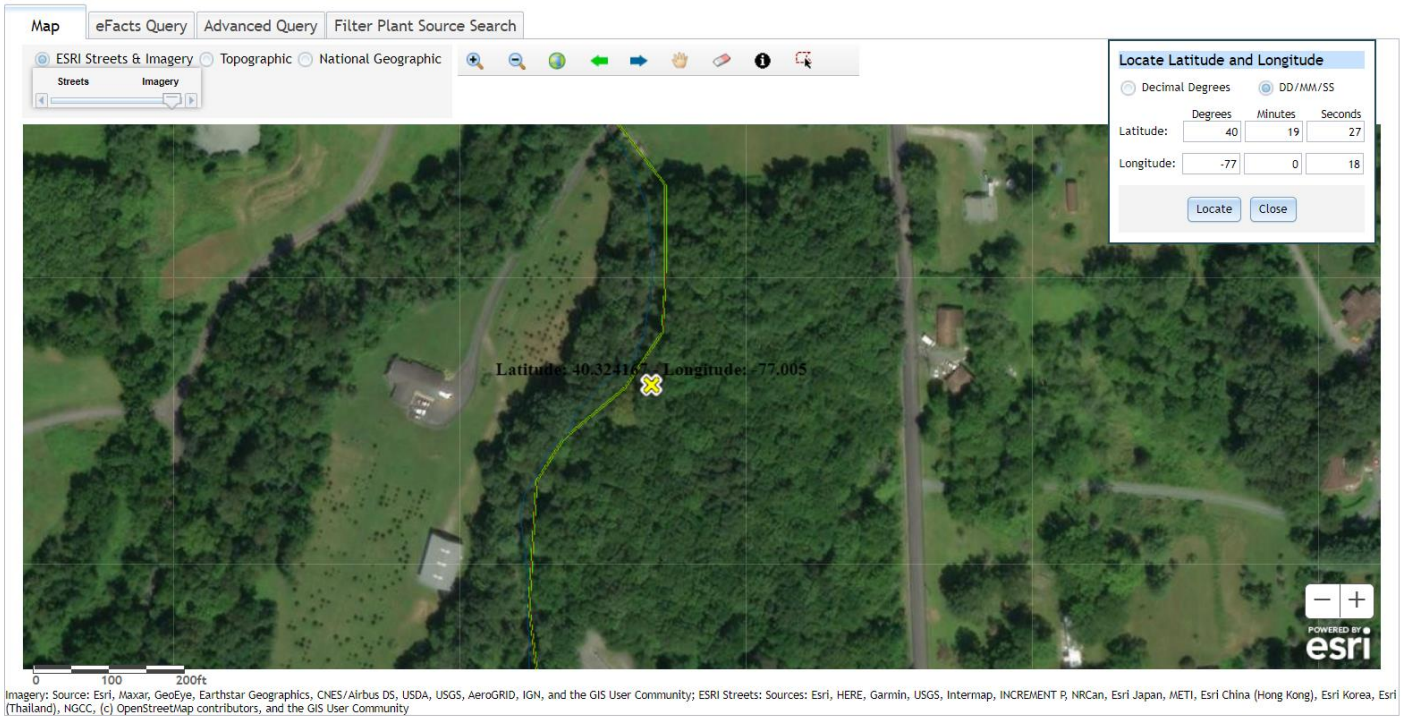 Map eFacts Query Advanced Query Filter Plant Source Search
ESRI Streets & Imagery Topographic National Geographic
Streets Imagery
Locate Latitude and Longitude
Decimal Degrees DD/MM/SS
Degrees Minutes Seconds
Latitude: 40 19 27
Longitude: -77 0 18
Locate Close
Latitude: 40.324167 - Longitude: -77.005
POWERED BY
esri
0 100 200ft
Imagery: Source: Esri, Maxar, GeoEye, Earthstar Geographics, CNES/Airbus DS, USDA, USGS, AeroGRID, IGN, and the GIS User Community; ESRI Streets: Sources: Esri, HERE, Garmin, USGS, Intermap, INCREMENT P, NRCan, Esri Japan, METI, Esri China (Hong Kong), Esri Korea, Esri
(Thailand), NGCC, (c) OpenStreetMap contributors, and the GIS User Community